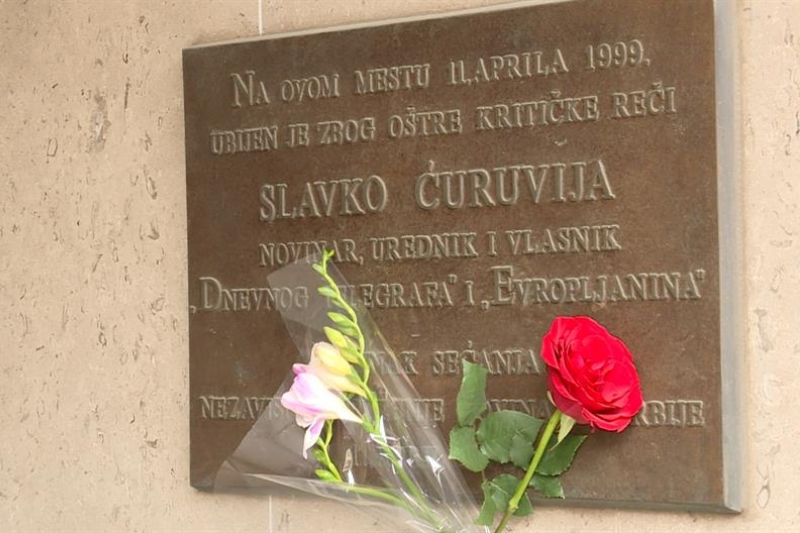 NA OVOM MESTU 11. APRILA 1999.
UBIJEN JE ZBOG OŠTRE KRITIČKE REČI
SLAVKO ĆURUVIJA
NOVINAR, UREDNIK I VLASNIK
„DNEVNOG TELEGRAFA" I „EVROPLJANINA"
SEĆANJA